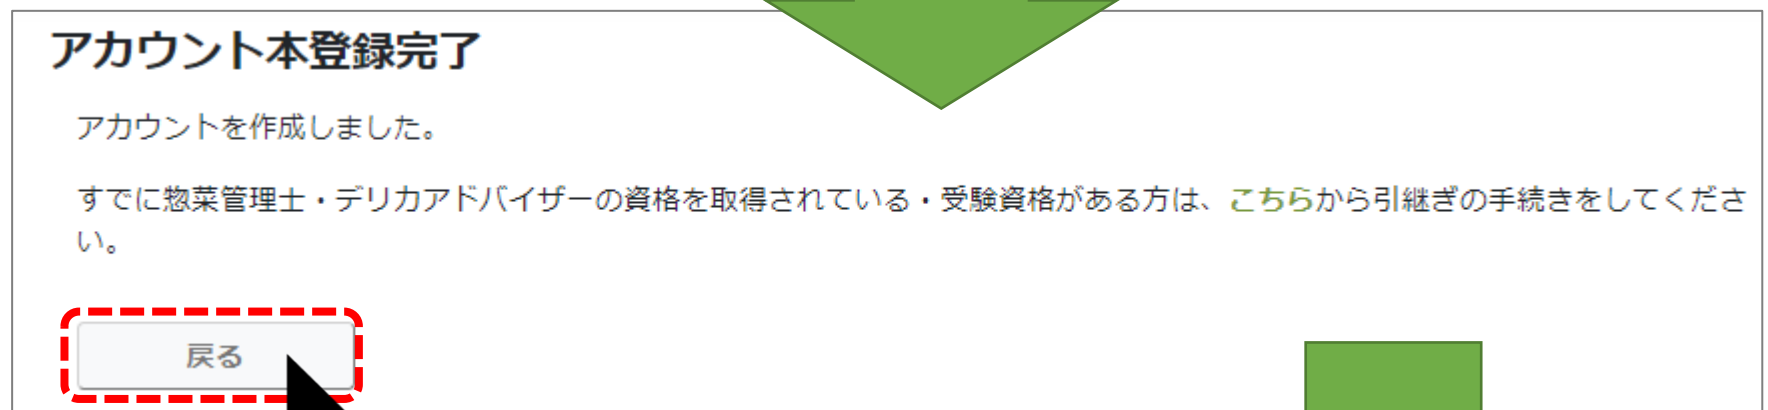 アカウント本登録完了
アカウントを作成しました。
すでに惣菜管理士・デリカアドバイザーの資格を取得されている・受験資格がある方は、こちらから引継ぎの手続きをしてくださ
い。
戻る